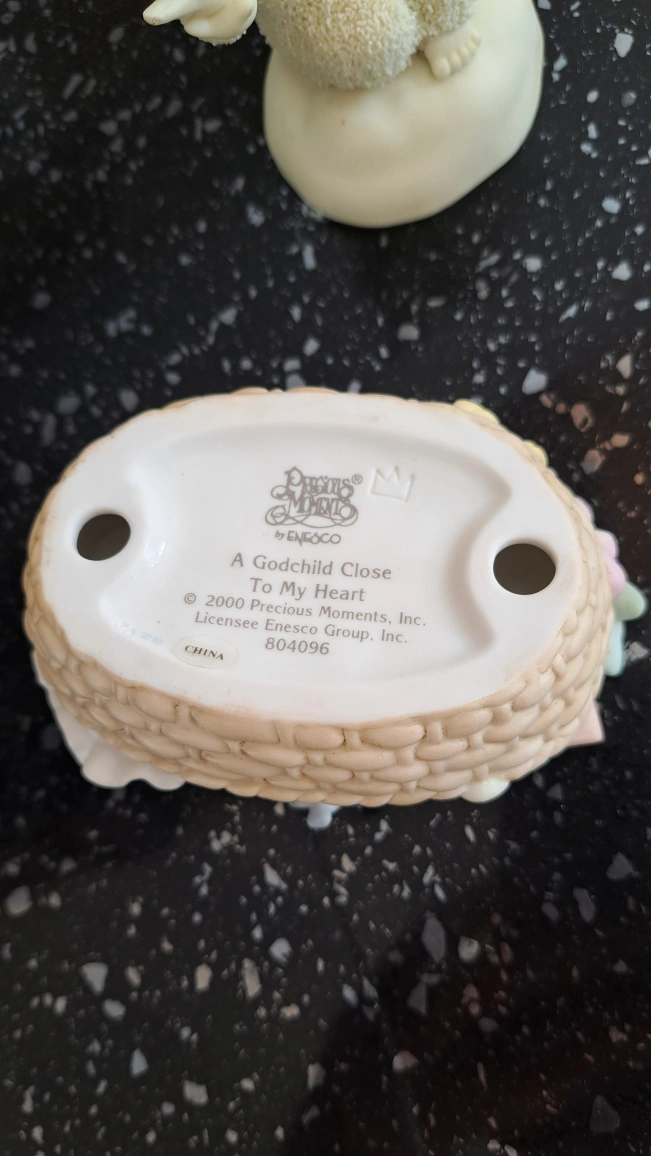 PRECIOUS
MOMENTS®
by ENESCO
A Godchild Close
To My Heart
© 2000 Precious Moments, Inc.
Licensee Enesco Group, Inc.
804096
CHINA